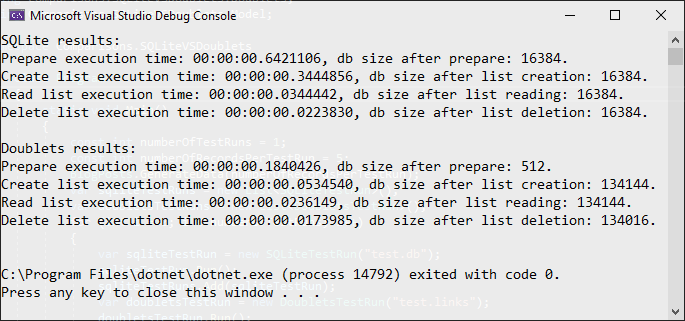 Microsoft Visual Studio Debug Console
SQLite results:
Prepare execution time: 00:00:00.6421106, db size after prepare: 16384.
Create list execution time: 00:00:00.3444856, db size after list creation: 16384.
Read list execution time: 00:00:00.0344442, db size after list reading: 16384.
Delete list execution time: 00:00:00.0223830, db size after list deletion: 16384.
Doublets results:
Prepare execution time: 00:00:00.1840426, db size after prepare: 512.
Create list execution time: 00:00:00.0534540, db size after list creation: 134144.
Read list execution time: 00:00:00.0236149, db size after list reading: 134144.
Delete list execution time: 00:00:00.0173985, db size after list deletion: 134016.
C:\Program Files\dotnet\dotnet.exe (process 14792) exited with code 0.
Press any key to close this window . . .